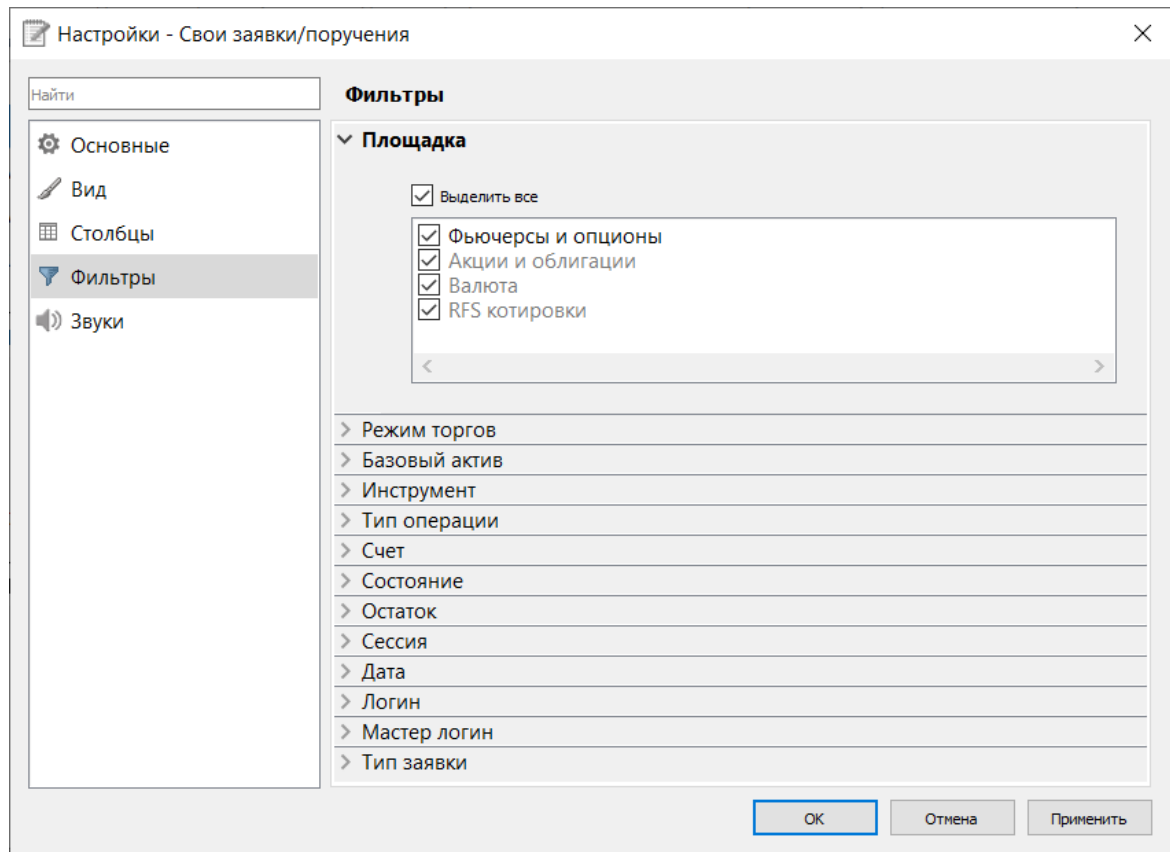 Настройки - Свои заявки/поручения
Найти
Основные
Вид
Столбцы
Фильтры
Звуки
Фильтры
Площадка
Выделить все
Фьючерсы и опционы
Акции и облигации
Валюта
RFS котировки
Режим торгов
Базовый актив
Инструмент
Тип операции
Счет
Состояние
Остаток
Сессия
Дата
Логин
Мастер логин
Тип заявки
ОК
Отмена
Применить